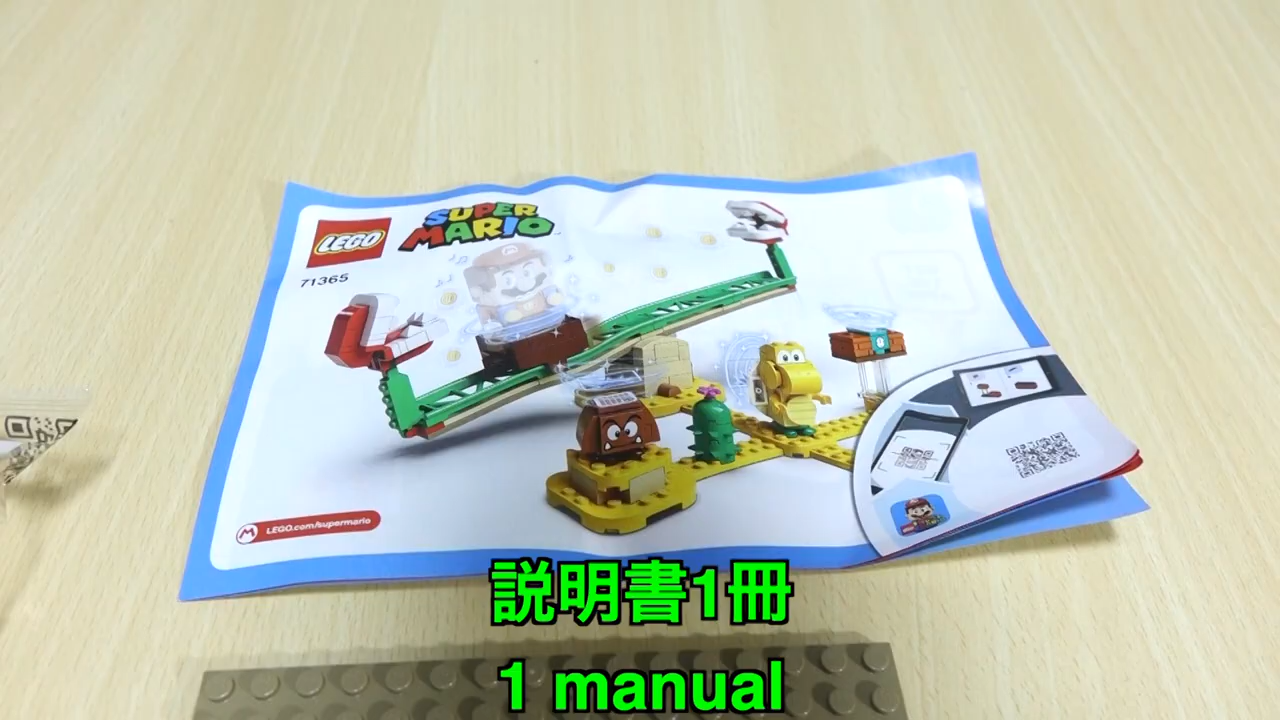 LEGO
SUPER
MARIO
71365
LEGO.com/supermario
説明書1冊
1 manual